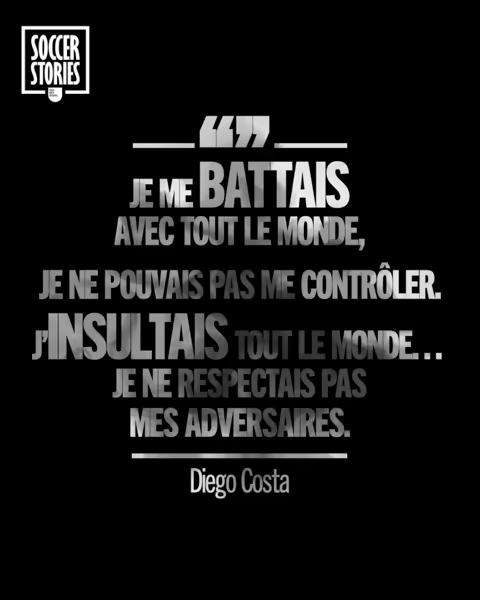 SOCCER
STORIES
“”
JE ME BATTAIS
AVEC TOUT LE MONDE,
JE NE POUVAIS PAS ME CONTRÔLER.
J'INSULTAIS TOUT LE MONDE...
JE NE RESPECTAIS PAS
MES ADVERSAIRES.
Diego Costa